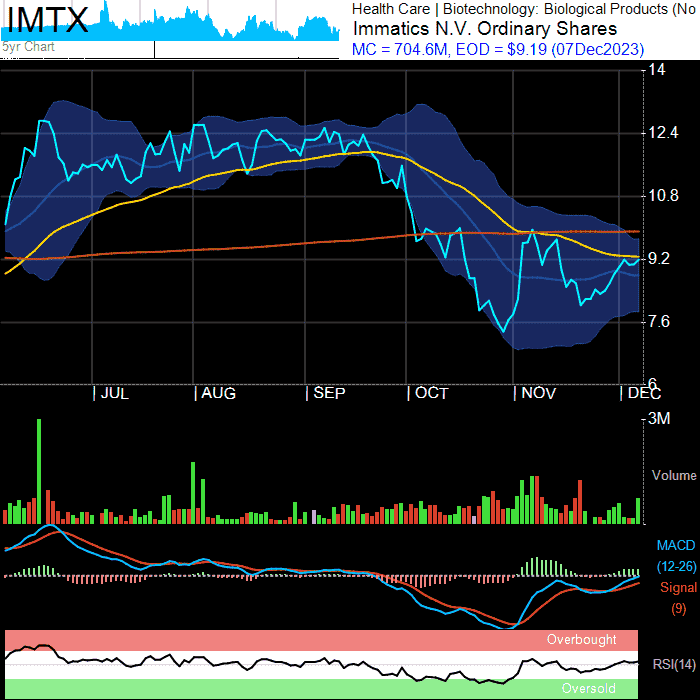 IMTX
5yr Chart
Health Care | Biotechnology: Biological Products (No
Immatics N.V. Ordinary Shares
MC = 704.6M, EOD = $9.19 (07Dec2023)
14
12.4
10.8
9.2
7.6
6
JUL AUG SEP OCT NOV DEC
3M
Volume
MACD
(12-26)
Signal
(9)
Overbought
RSI(14)
Oversold